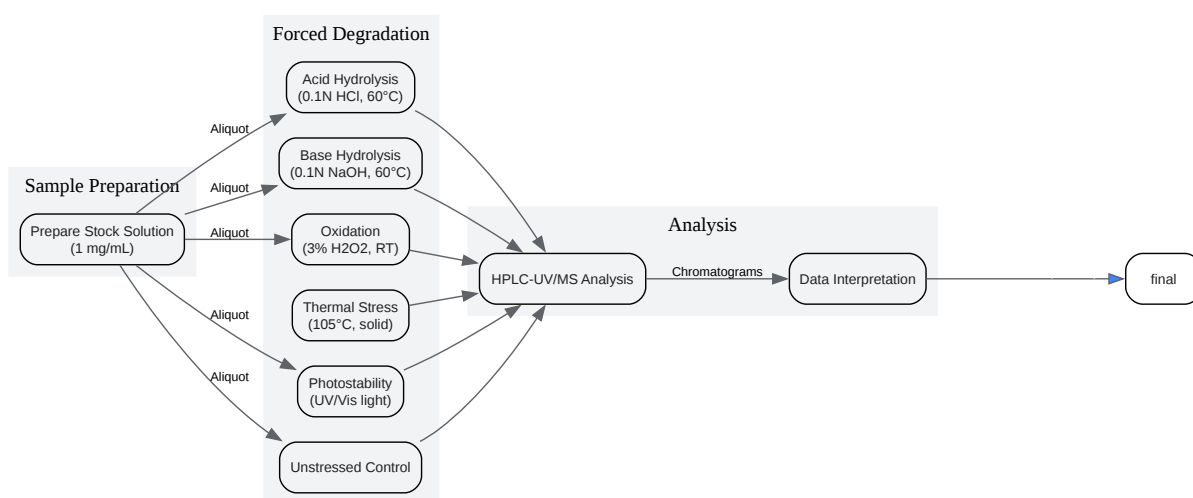 Forced Degradation
Acid Hydrolysis
(0.1N HCl, 60°C)
Aliquot
Base Hydrolysis
(0.1N NaOH, 60°C)
Sample Preparation
Aliquot
Prepare Stock Solution
(1 mg/mL)
Aliquot
Oxidation
(3% H2O2, RT)
Analysis
HPLC-UV/MS Analysis
Chromatograms
Data Interpretation
final
Thermal Stress
(105°C, solid)
Aliquot
Photostability
(UV/Vis light)
Aliquot
Unstressed Control